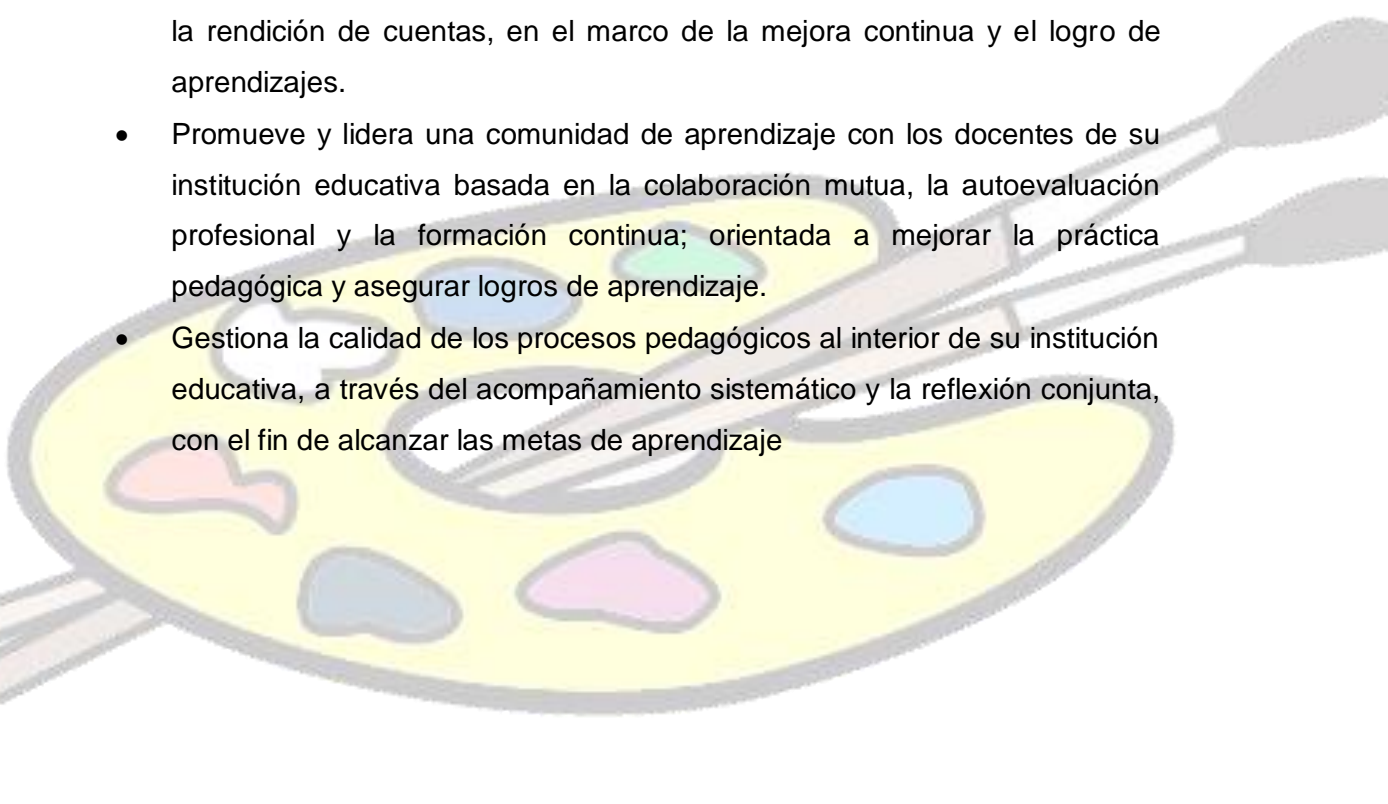 la rendición de cuentas, en el marco de la mejora continua y el logro de
aprendizajes.
• Promueve y lidera una comunidad de aprendizaje con los docentes de su
institución educativa basada en la colaboración mutua, la autoevaluación
profesional y la formación continua; orientada a mejorar la práctica
pedagógica y asegurar logros de aprendizaje.
• Gestiona la calidad de los procesos pedagógicos al interior de su institución
educativa, a través del acompañamiento sistemático y la reflexión conjunta,
con el fin de alcanzar las metas de aprendizaje